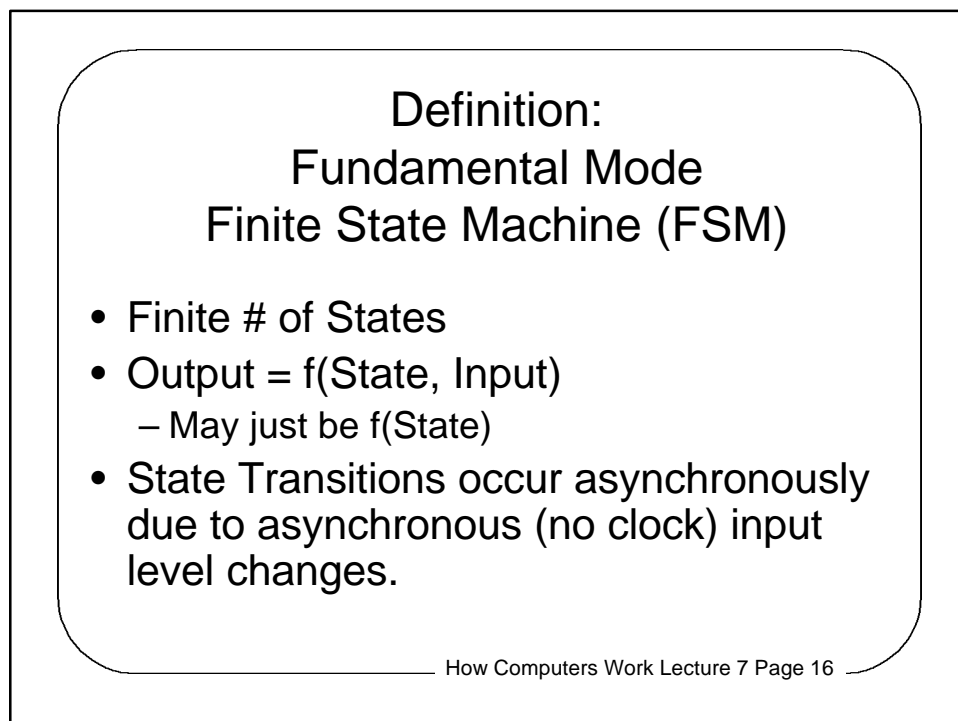 Definition:
Fundamental Mode
Finite State Machine (FSM)
• Finite # of States
• Output = f(State, Input)
– May just be f(State)
• State Transitions occur asynchronously
due to asynchronous (no clock) input
level changes.
How Computers Work Lecture 7 Page 16